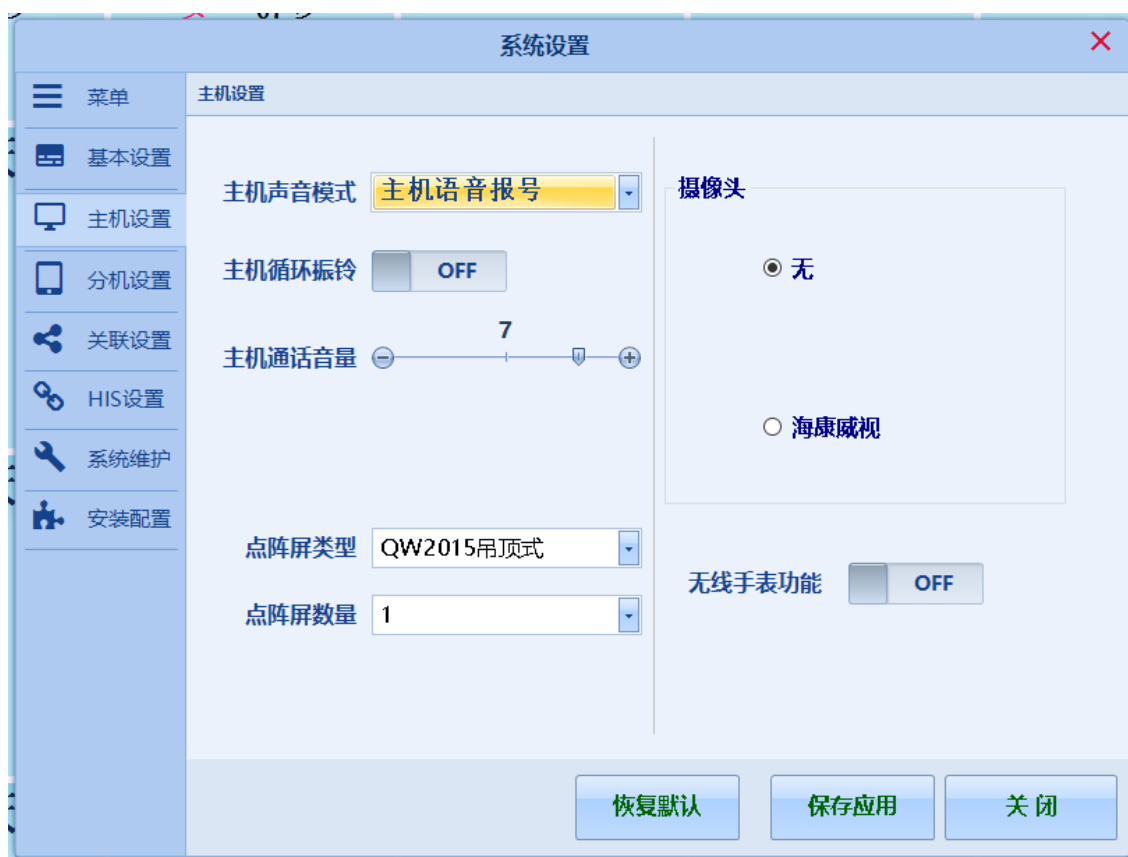 系统设置
菜单
基本设置
主机设置
分机设置
关联设置
HIS设置
系统维护
安装配置
主机设置
主机声音模式 主机语音报号
主机循环振铃 OFF
7
主机通话音量
点阵屏类型 QW2015吊顶式
点阵屏数量 1
摄像头
无
海康威视
无线手表功能 OFF
恢复默认 保存应用 关闭